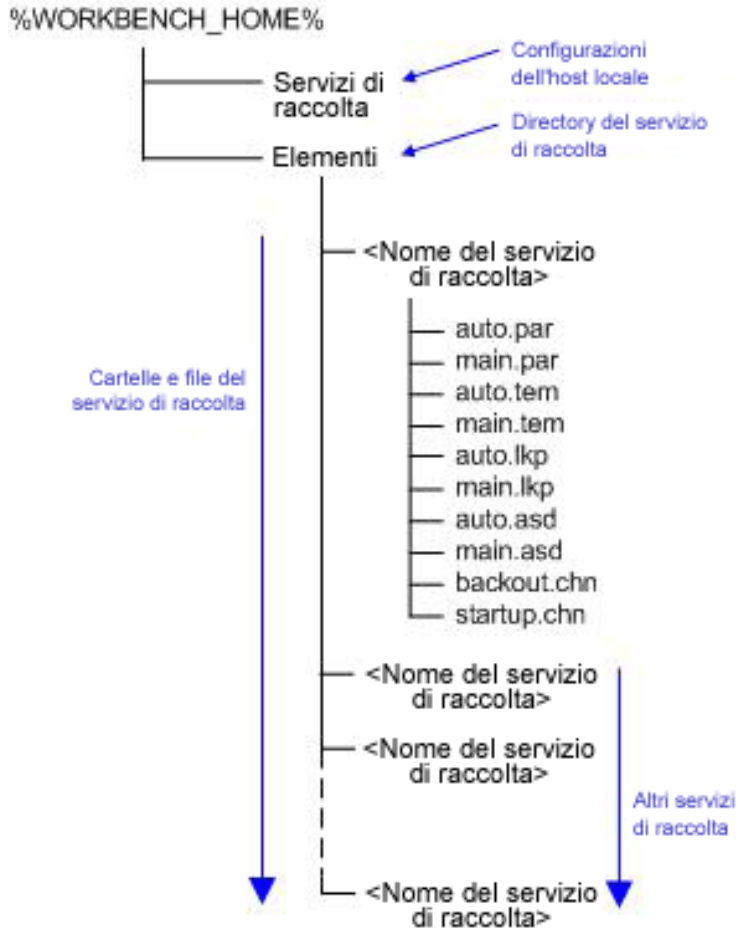 %WORKBENCH_HOME%
Servizi di
raccolta
Configurazioni
dell'host locale
Elementi
Directory del servizio
di raccolta
<Nome del servizio
di raccolta>
auto.par
main.par
auto.tem
main.tem
auto.lkp
main.lkp
auto.asd
main.asd
backout.chn
startup.chn
Cartelle e file del
servizio di raccolta
<Nome del servizio
di raccolta>
<Nome del servizio
di raccolta>
Altri servizi
di raccolta
<Nome del servizio
di raccolta>